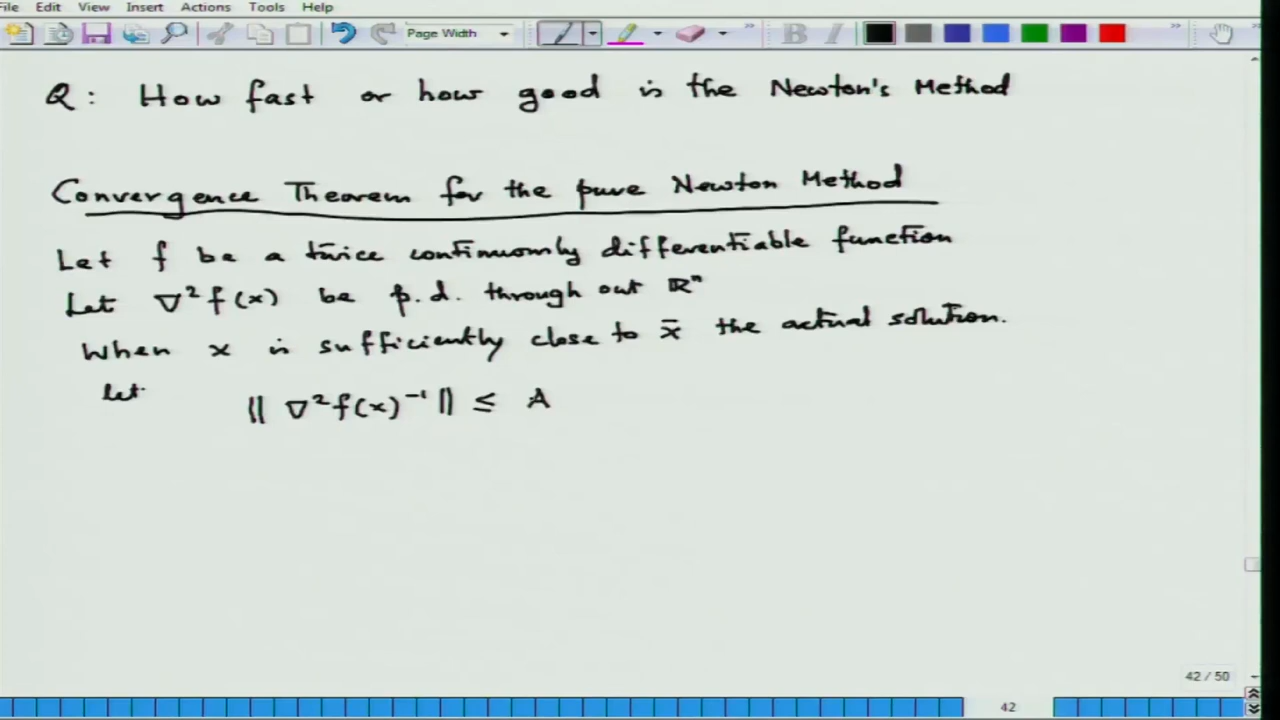 File Edit View Insert Actions Tools Help
Page Width
Q: How fast or how good is the Newton's Method
Convergence Theorem for the pure Newton Method
Let f be a twice continuously differentiable function
Let ∇²f(x) be p.d. through out ℝⁿ
When x is sufficiently close to x̄ the actual solution.
let
‖ ∇²f(x)⁻¹ ‖ ≤ A
42 / 50
42